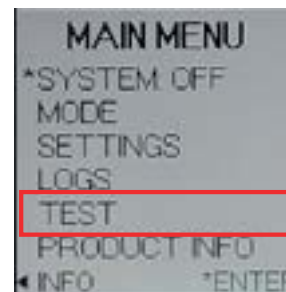 MAIN MENU
*SYSTEM: OFF
MODE
SETTINGS
LOGS
TEST
PRODUCT INFO
◄ INFO *ENTER